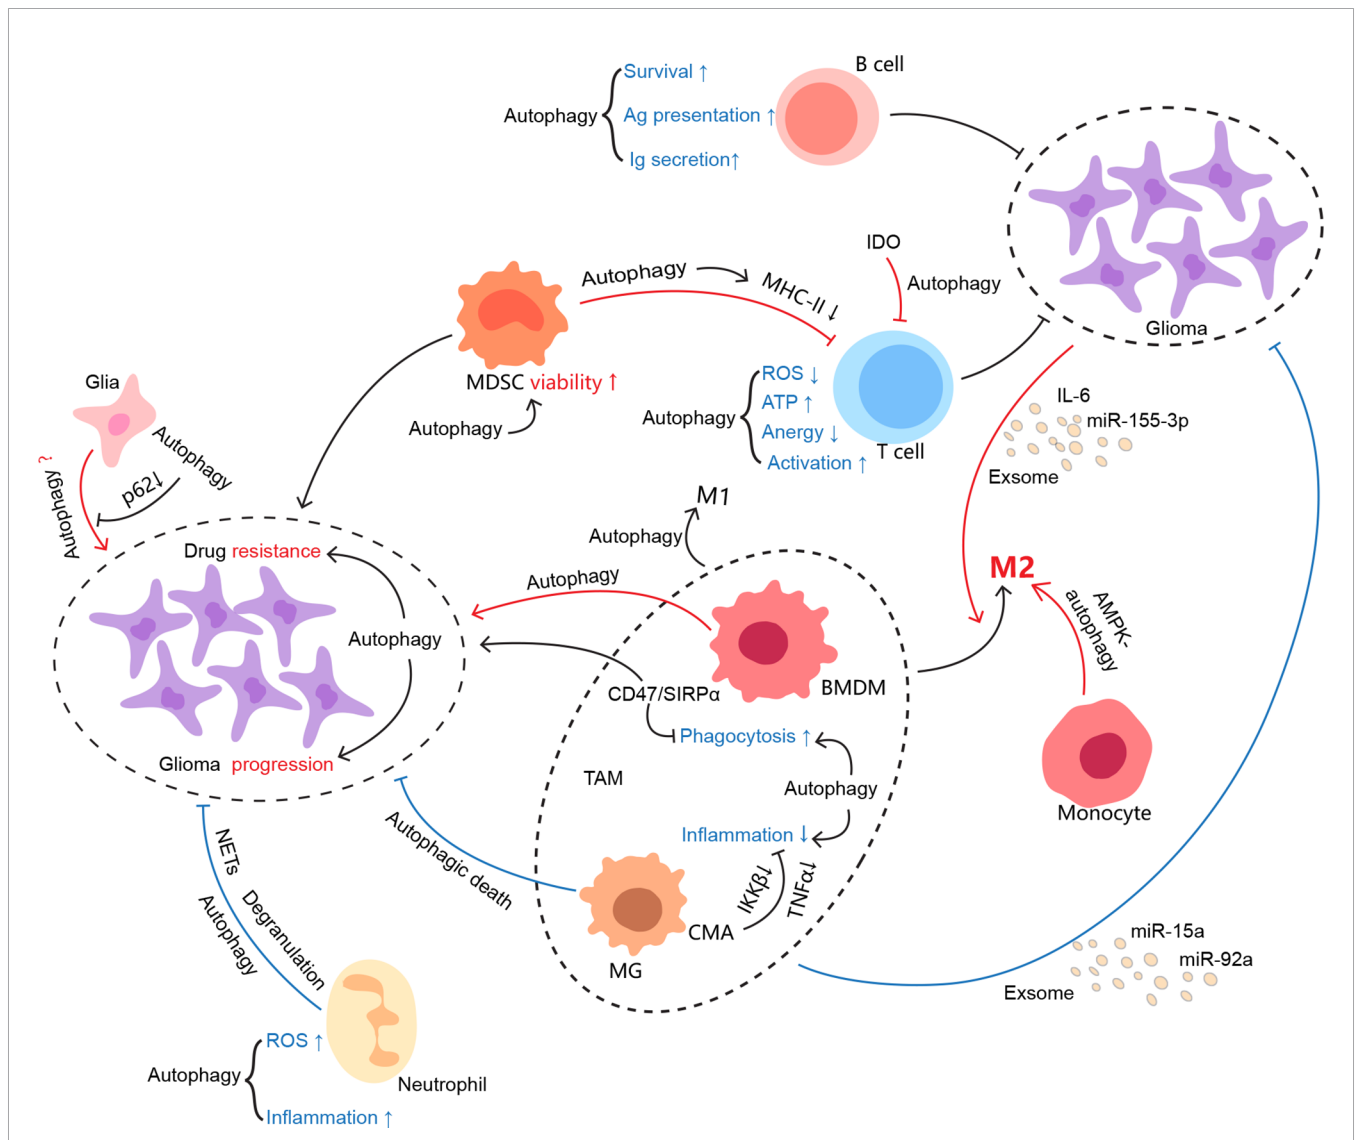 B cell
Survival ↑
Autophagy
Ag presentation ↑
Ig secretion↑
IDO
Autophagy
Autophagy
MHC-II ↓
Glioma
MDSC viability ↑
Autophagy
ROS ↓
ATP ↑
Autophagy
Anergy ↓
Activation ↑
T cell
IL-6
miR-155-3p
Exsome
Glia
Autophagy
Autophagy ?
p62↓
M1
Autophagy
Autophagy
M2
AMPK-
autophagy
Drug resistance
Autophagy
Glioma progression
BMDM
CD47/SIRPα
Phagocytosis ↑
TAM
Autophagy
Inflammation ↓
IKKβ↓
TNFα↓
CMA
MG
Monocyte
Autophagic death
NETs
Degranulation
Autophagy
miR-15a
miR-92a
Exsome
ROS ↑
Autophagy
Neutrophil
Inflammation ↑